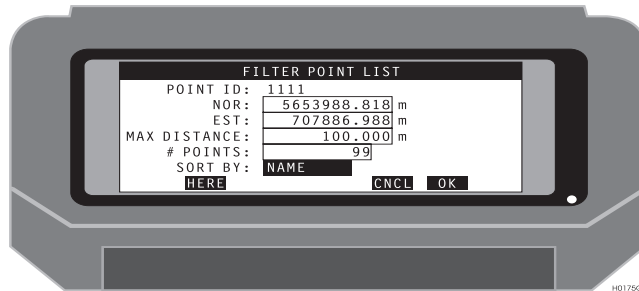 FILTER POINT LIST
POINT ID: 1111
NOR: 5653988.818 m
EST: 707886.988 m
MAX DISTANCE: 100.000 m
# POINTS: 99
SORT BY: NAME
HERE CNCL OK